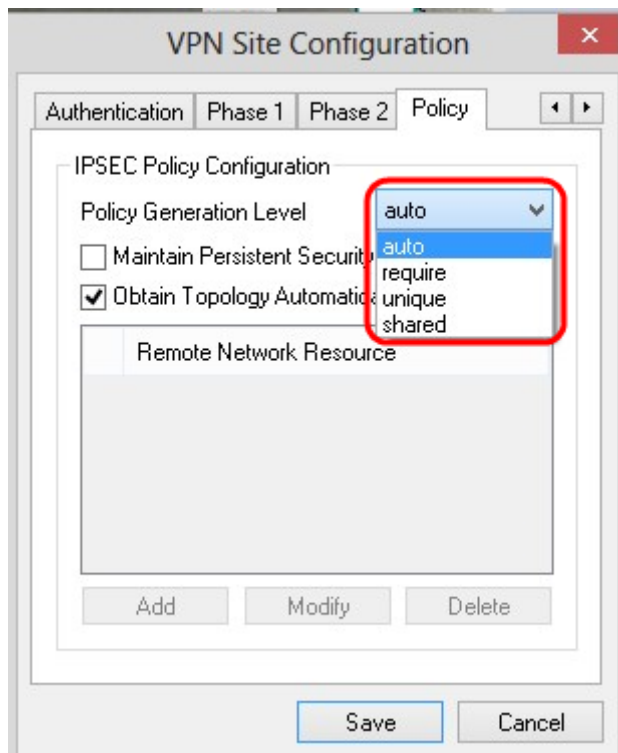 VPN Site Configuration
Authentication Phase 1 Phase 2 Policy
IPSEC Policy Configuration
Policy Generation Level auto
auto
require
unique
shared
Maintain Persistent Security
Obtain Topology
Remote Network Resource
Add Modify Delete
Save Cancel